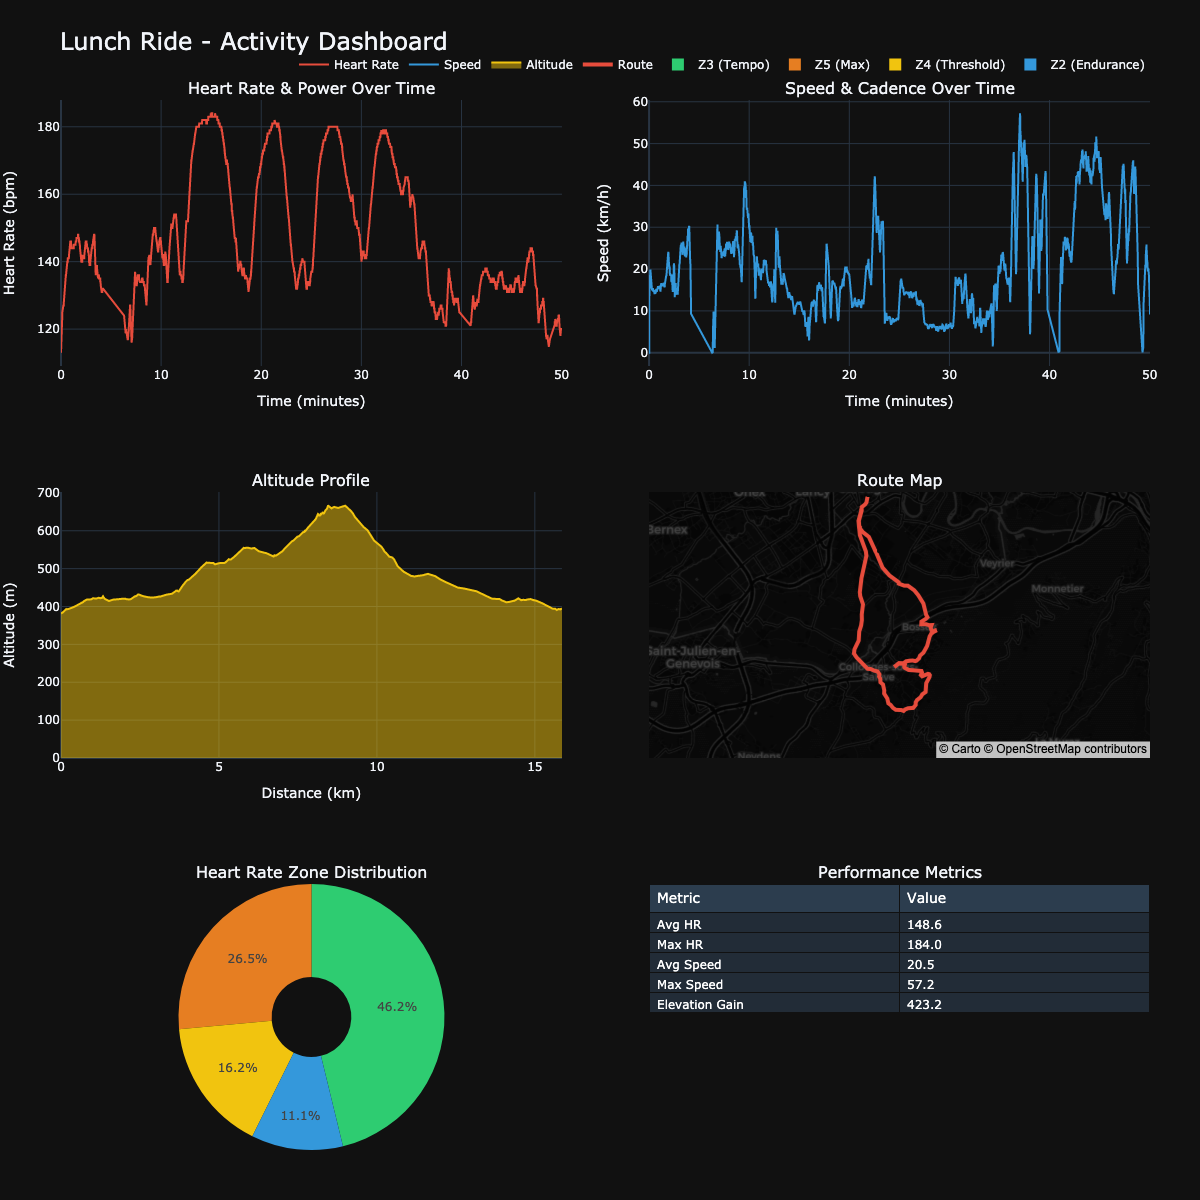 Lunch Ride - Activity Dashboard
Heart Rate Speed Altitude Route Z3 (Tempo) Z5 (Max) Z4 (Threshold) Z2 (Endurance)
Heart Rate & Power Over Time
Heart Rate (bpm)
180
160
140
120
0 10 20 30 40 50
Time (minutes)
Speed & Cadence Over Time
Speed (km/h)
60
50
40
30
20
10
0
0 10 20 30 40 50
Time (minutes)
Altitude Profile
Altitude (m)
700
600
500
400
300
200
100
0
0 5 10 15
Distance (km)
Route Map
Onex
Lancy
Bernex
Veyrier
Monnetier
Saint-Julien-en-
Genevois
Neydens
© Carto © OpenStreetMap contributors
Heart Rate Zone Distribution
26.5%
46.2%
16.2%
11.1%
Performance Metrics
Metric Value
Avg HR 148.6
Max HR 184.0
Avg Speed 20.5
Max Speed 57.2
Elevation Gain 423.2